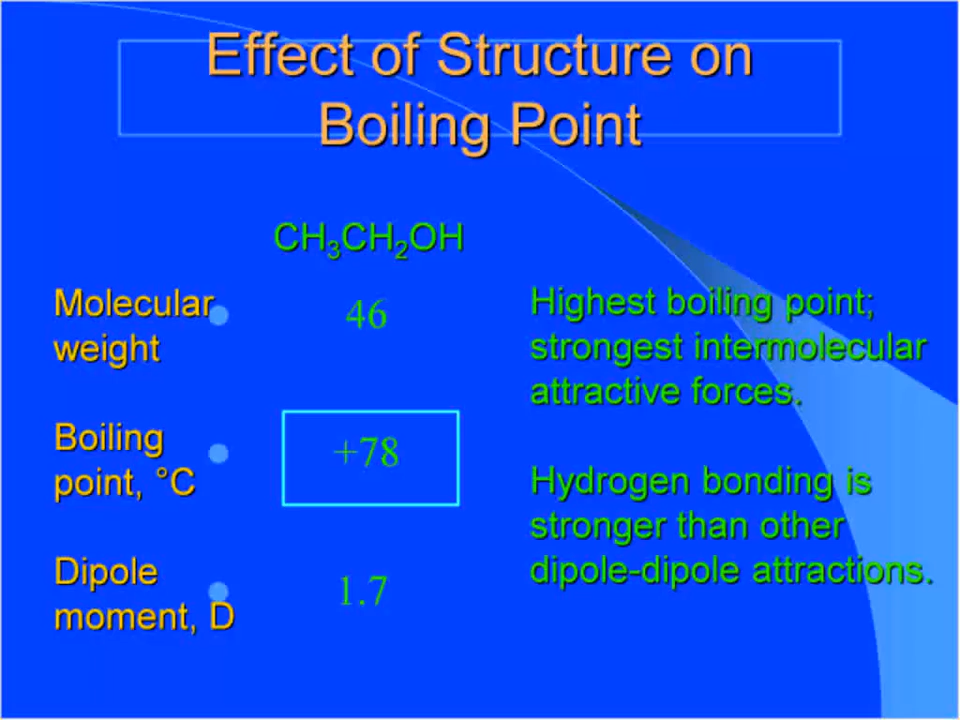 Effect of Structure on
Boiling Point
CH₃CH₂OH
Molecular
weight
46
Highest boiling point;
strongest intermolecular
attractive forces.
Boiling
point, °C
+78
Hydrogen bonding is
stronger than other
dipole-dipole attractions.
Dipole
moment, D
1.7